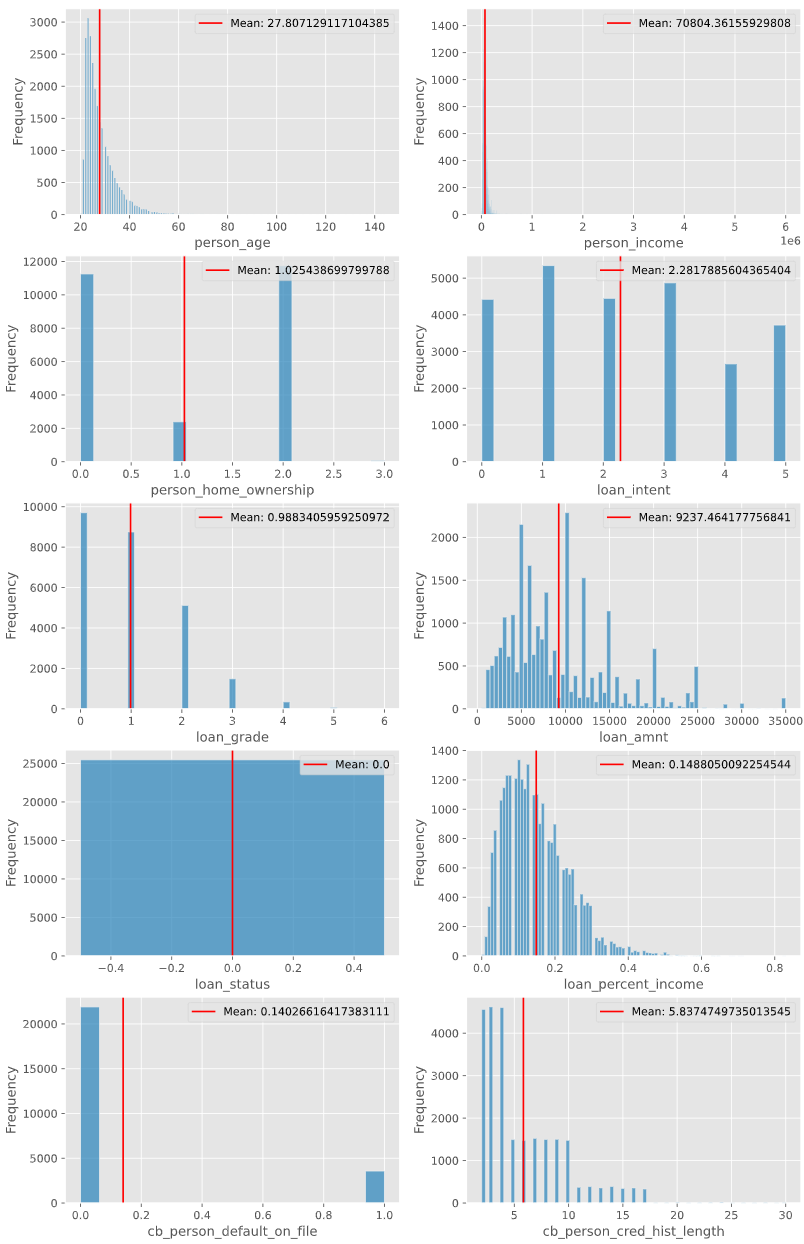 Mean: 27.807129117104385
3000
2500
2000
1500
1000
500
0
Frequency
20 40 60 80 100 120 140
person_age
Mean: 70804.36155929808
1400
1200
1000
800
600
400
200
0
Frequency
0 1 2 3 4 5 6
1e6
person_income
Mean: 1.025438699799788
12000
10000
8000
6000
4000
2000
0
Frequency
0.0 0.5 1.0 1.5 2.0 2.5 3.0
person_home_ownership
Mean: 2.2817885604365404
5000
4000
3000
2000
1000
0
Frequency
0 1 2 3 4 5
loan_intent
Mean: 0.9883405959250972
10000
8000
6000
4000
2000
0
Frequency
0 1 2 3 4 5 6
loan_grade
Mean: 9237.464177756841
2000
1500
1000
500
0
Frequency
0 5000 10000 15000 20000 25000 30000 35000
loan_amnt
Mean: 0.0
25000
20000
15000
10000
5000
0
Frequency
−0.4 −0.2 0.0 0.2 0.4
loan_status
Mean: 0.1488050092254544
1400
1200
1000
800
600
400
200
0
Frequency
0.0 0.2 0.4 0.6 0.8
loan_percent_income
Mean: 0.14026616417383111
20000
15000
10000
5000
0
Frequency
0.0 0.2 0.4 0.6 0.8 1.0
cb_person_default_on_file
Mean: 5.8374749735013545
4000
3000
2000
1000
0
Frequency
5 10 15 20 25 30
cb_person_cred_hist_length